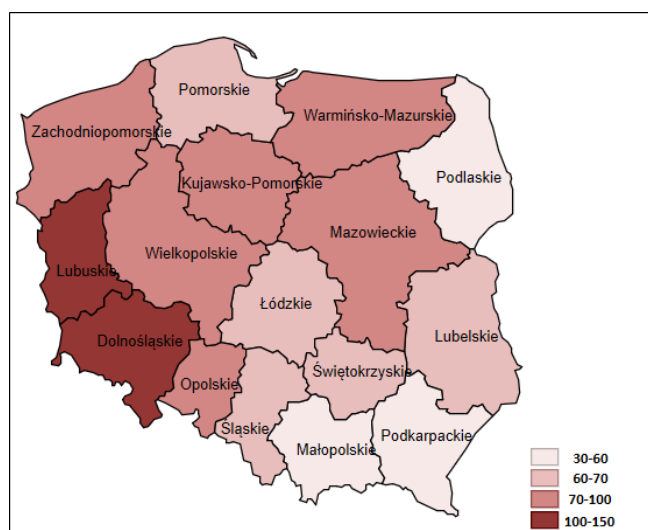 Pomorskie
Warmińsko-Mazurskie
Zachodniopomorskie
Podlaskie
Kujawsko-Pomorskie
Mazowieckie
Wielkopolskie
Lubuskie
Łódzkie
Lubelskie
Dolnośląskie
Świętokrzyskie
Opolskie
Śląskie
Podkarpackie
Małopolskie
30-60
60-70
70-100
100-150